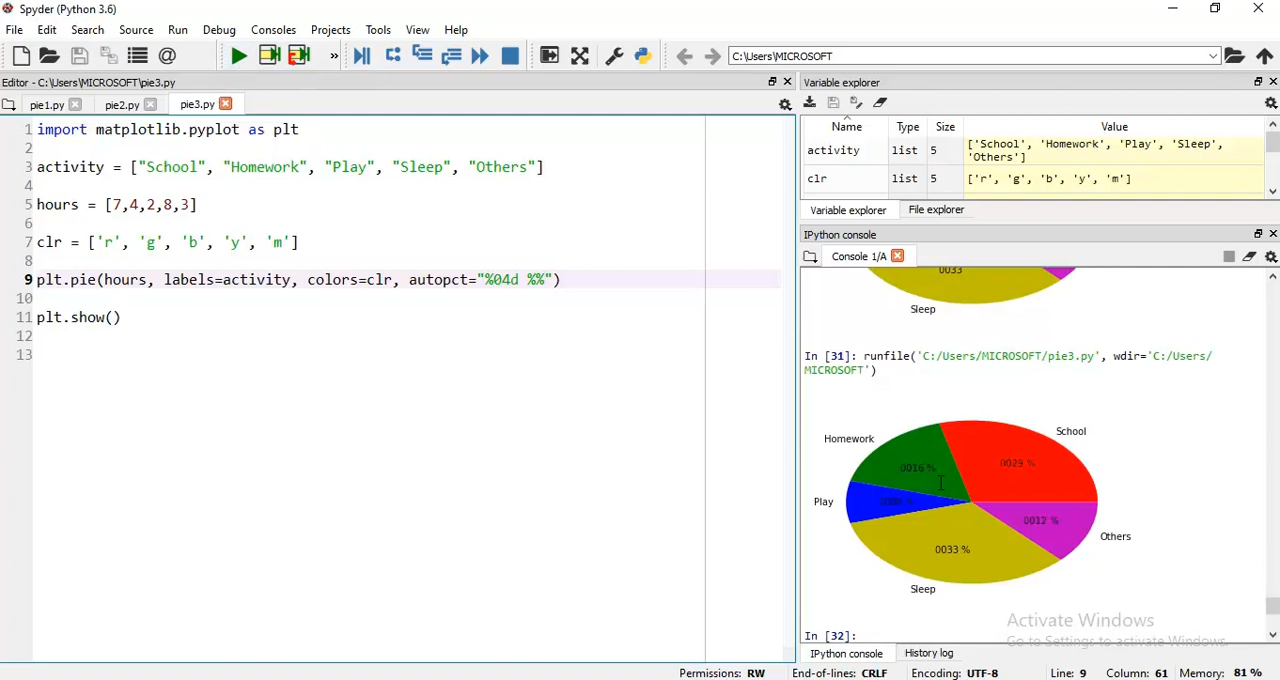 Spyder (Python 3.6)
File Edit Search Source Run Debug Consoles Projects Tools View Help
C:\Users\MICROSOFT
Editor - C:\Users\MICROSOFT\pie3.py
pie1.py pie2.py pie3.py
1 import matplotlib.pyplot as plt
2
3 activity = ["School", "Homework", "Play", "Sleep", "Others"]
4
5 hours = [7,4,2,8,3]
6
7 clr = ['r', 'g', 'b', 'y', 'm']
8
9 plt.pie(hours, labels=activity, colors=clr, autopct="%04d %%")
10
11 plt.show()
12
13
Variable explorer
Name Type Size Value
activity list 5 ['School', 'Homework', 'Play', 'Sleep',
'Others']
clr list 5 ['r', 'g', 'b', 'y', 'm']
Variable explorer File explorer
IPython console
Console 1/A
0033
Sleep
In [31]: runfile('C:/Users/MICROSOFT/pie3.py', wdir='C:/Users/
MICROSOFT')
School
Homework
0029 %
0016 %
Play
0012 %
Others
0033 %
Sleep
Activate Windows
Go to Settings to activate Windows.
In [32]:
IPython console History log
Permissions: RW End-of-lines: CRLF Encoding: UTF-8 Line: 9 Column: 61 Memory: 81 %